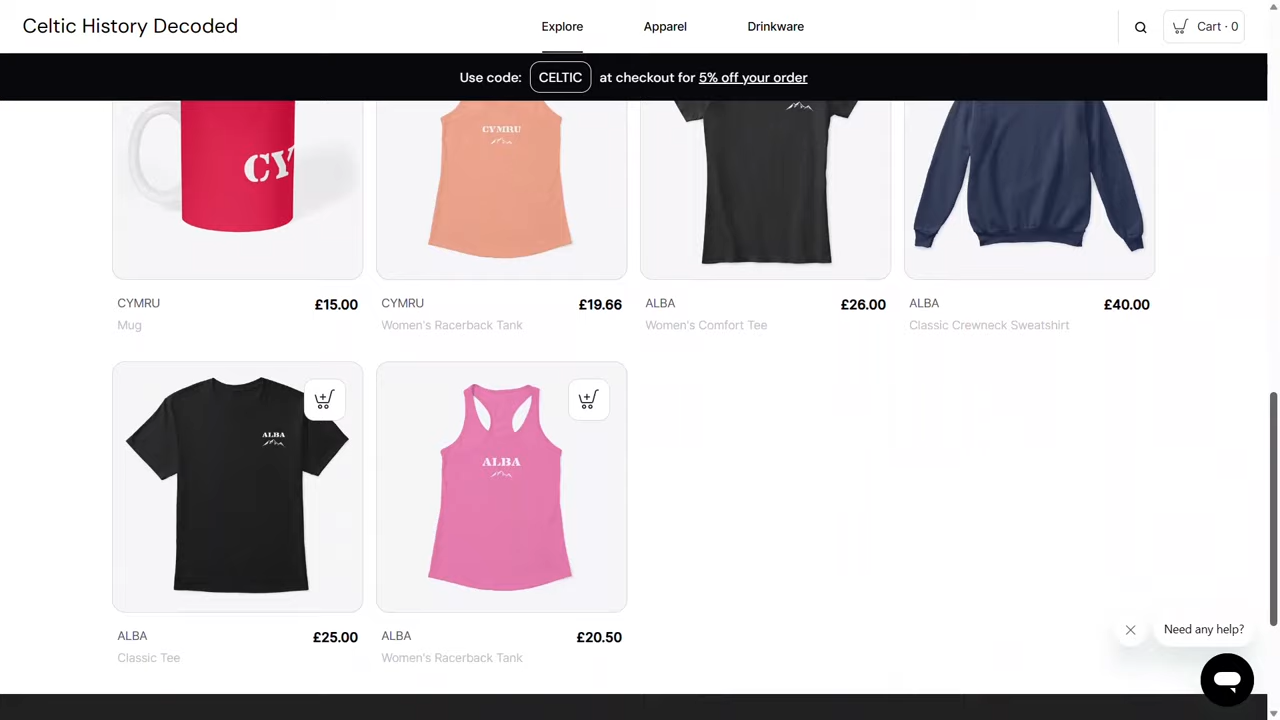 Celtic History Decoded
Explore
Apparel
Drinkware
Cart · 0
Use code: CELTIC at checkout for 5% off your order
CY
CYMRU
CYMRU
£15.00
Mug
CYMRU
£19.66
Women's Racerback Tank
ALBA
£26.00
Women's Comfort Tee
ALBA
£40.00
Classic Crewneck Sweatshirt
ALBA
ALBA
ALBA
£25.00
Classic Tee
ALBA
£20.50
Women's Racerback Tank
Need any help?